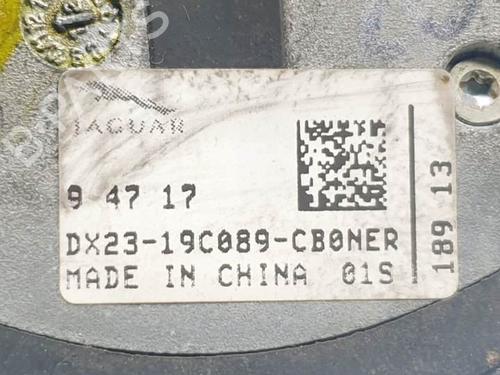 JAGUAR
9 47 17
DX23-19C089-CB0NER
MADE IN CHINA 01S
189 13